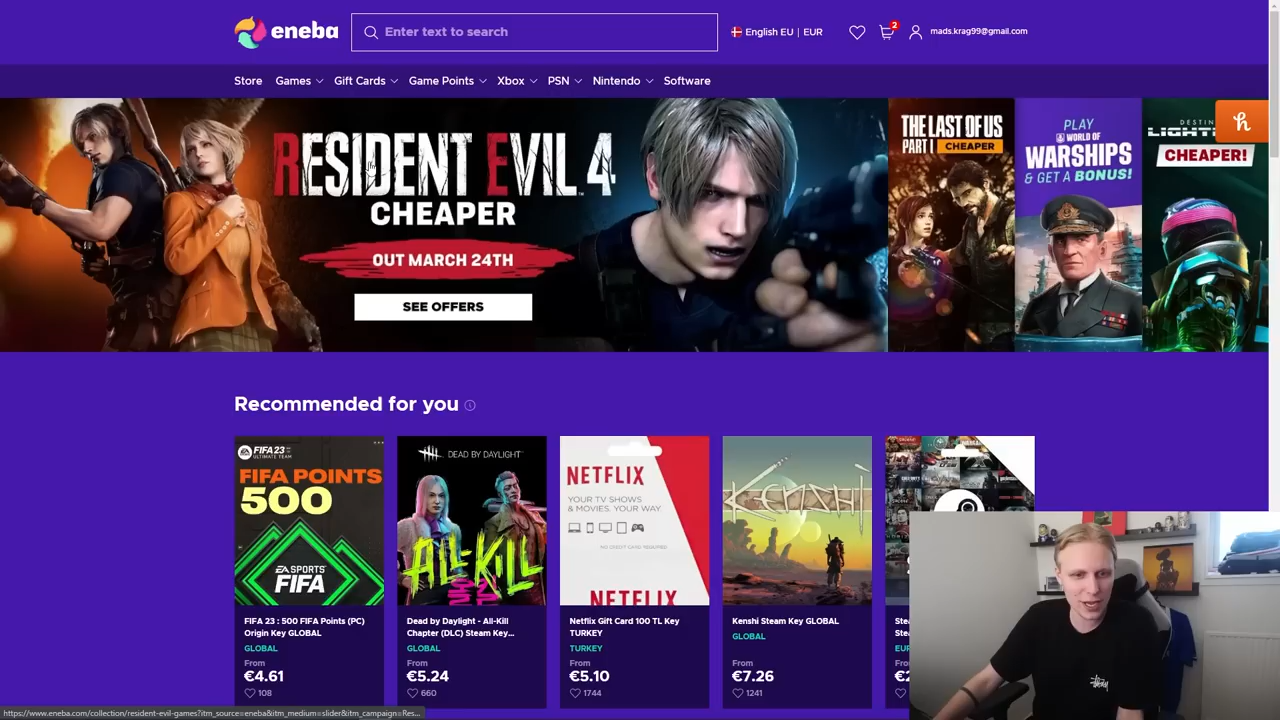 eneba
Enter text to search
English EU | EUR
2
mads.krag99@gmail.com
Store
Games
Gift Cards
Game Points
Xbox
PSN
Nintendo
Software
RESIDENT EVIL 4
CHEAPER
OUT MARCH 24TH
SEE OFFERS
THE LAST OF US
PART I CHEAPER
PLAY
WORLD OF
WARSHIPS
& GET A BONUS!
CHEAPER!
h
Recommended for you
FIFA 23
ULTIMATE TEAM
FIFA POINTS
500
EA SPORTS
FIFA
FIFA 23 : 500 FIFA Points (PC)
Origin Key GLOBAL
GLOBAL
From
€4.61
108
DEAD BY DAYLIGHT
ALL-KILL
Dead by Daylight - All-Kill
Chapter (DLC) Steam Key...
GLOBAL
From
€5.24
660
NETFLIX
YOUR TV SHOWS
& MOVIES. YOUR WAY
NO CREDIT CARD REQUIRED
NETFLIX
Netflix Gift Card 100 TL Key
TURKEY
TURKEY
From
€5.10
1744
KENSHI
Kenshi Steam Key GLOBAL
GLOBAL
From
€7.26
1241
https://www.eneba.com/collection/resident-evil-games?itm_source=eneba&itm_medium=slider&itm_campaign=Res...